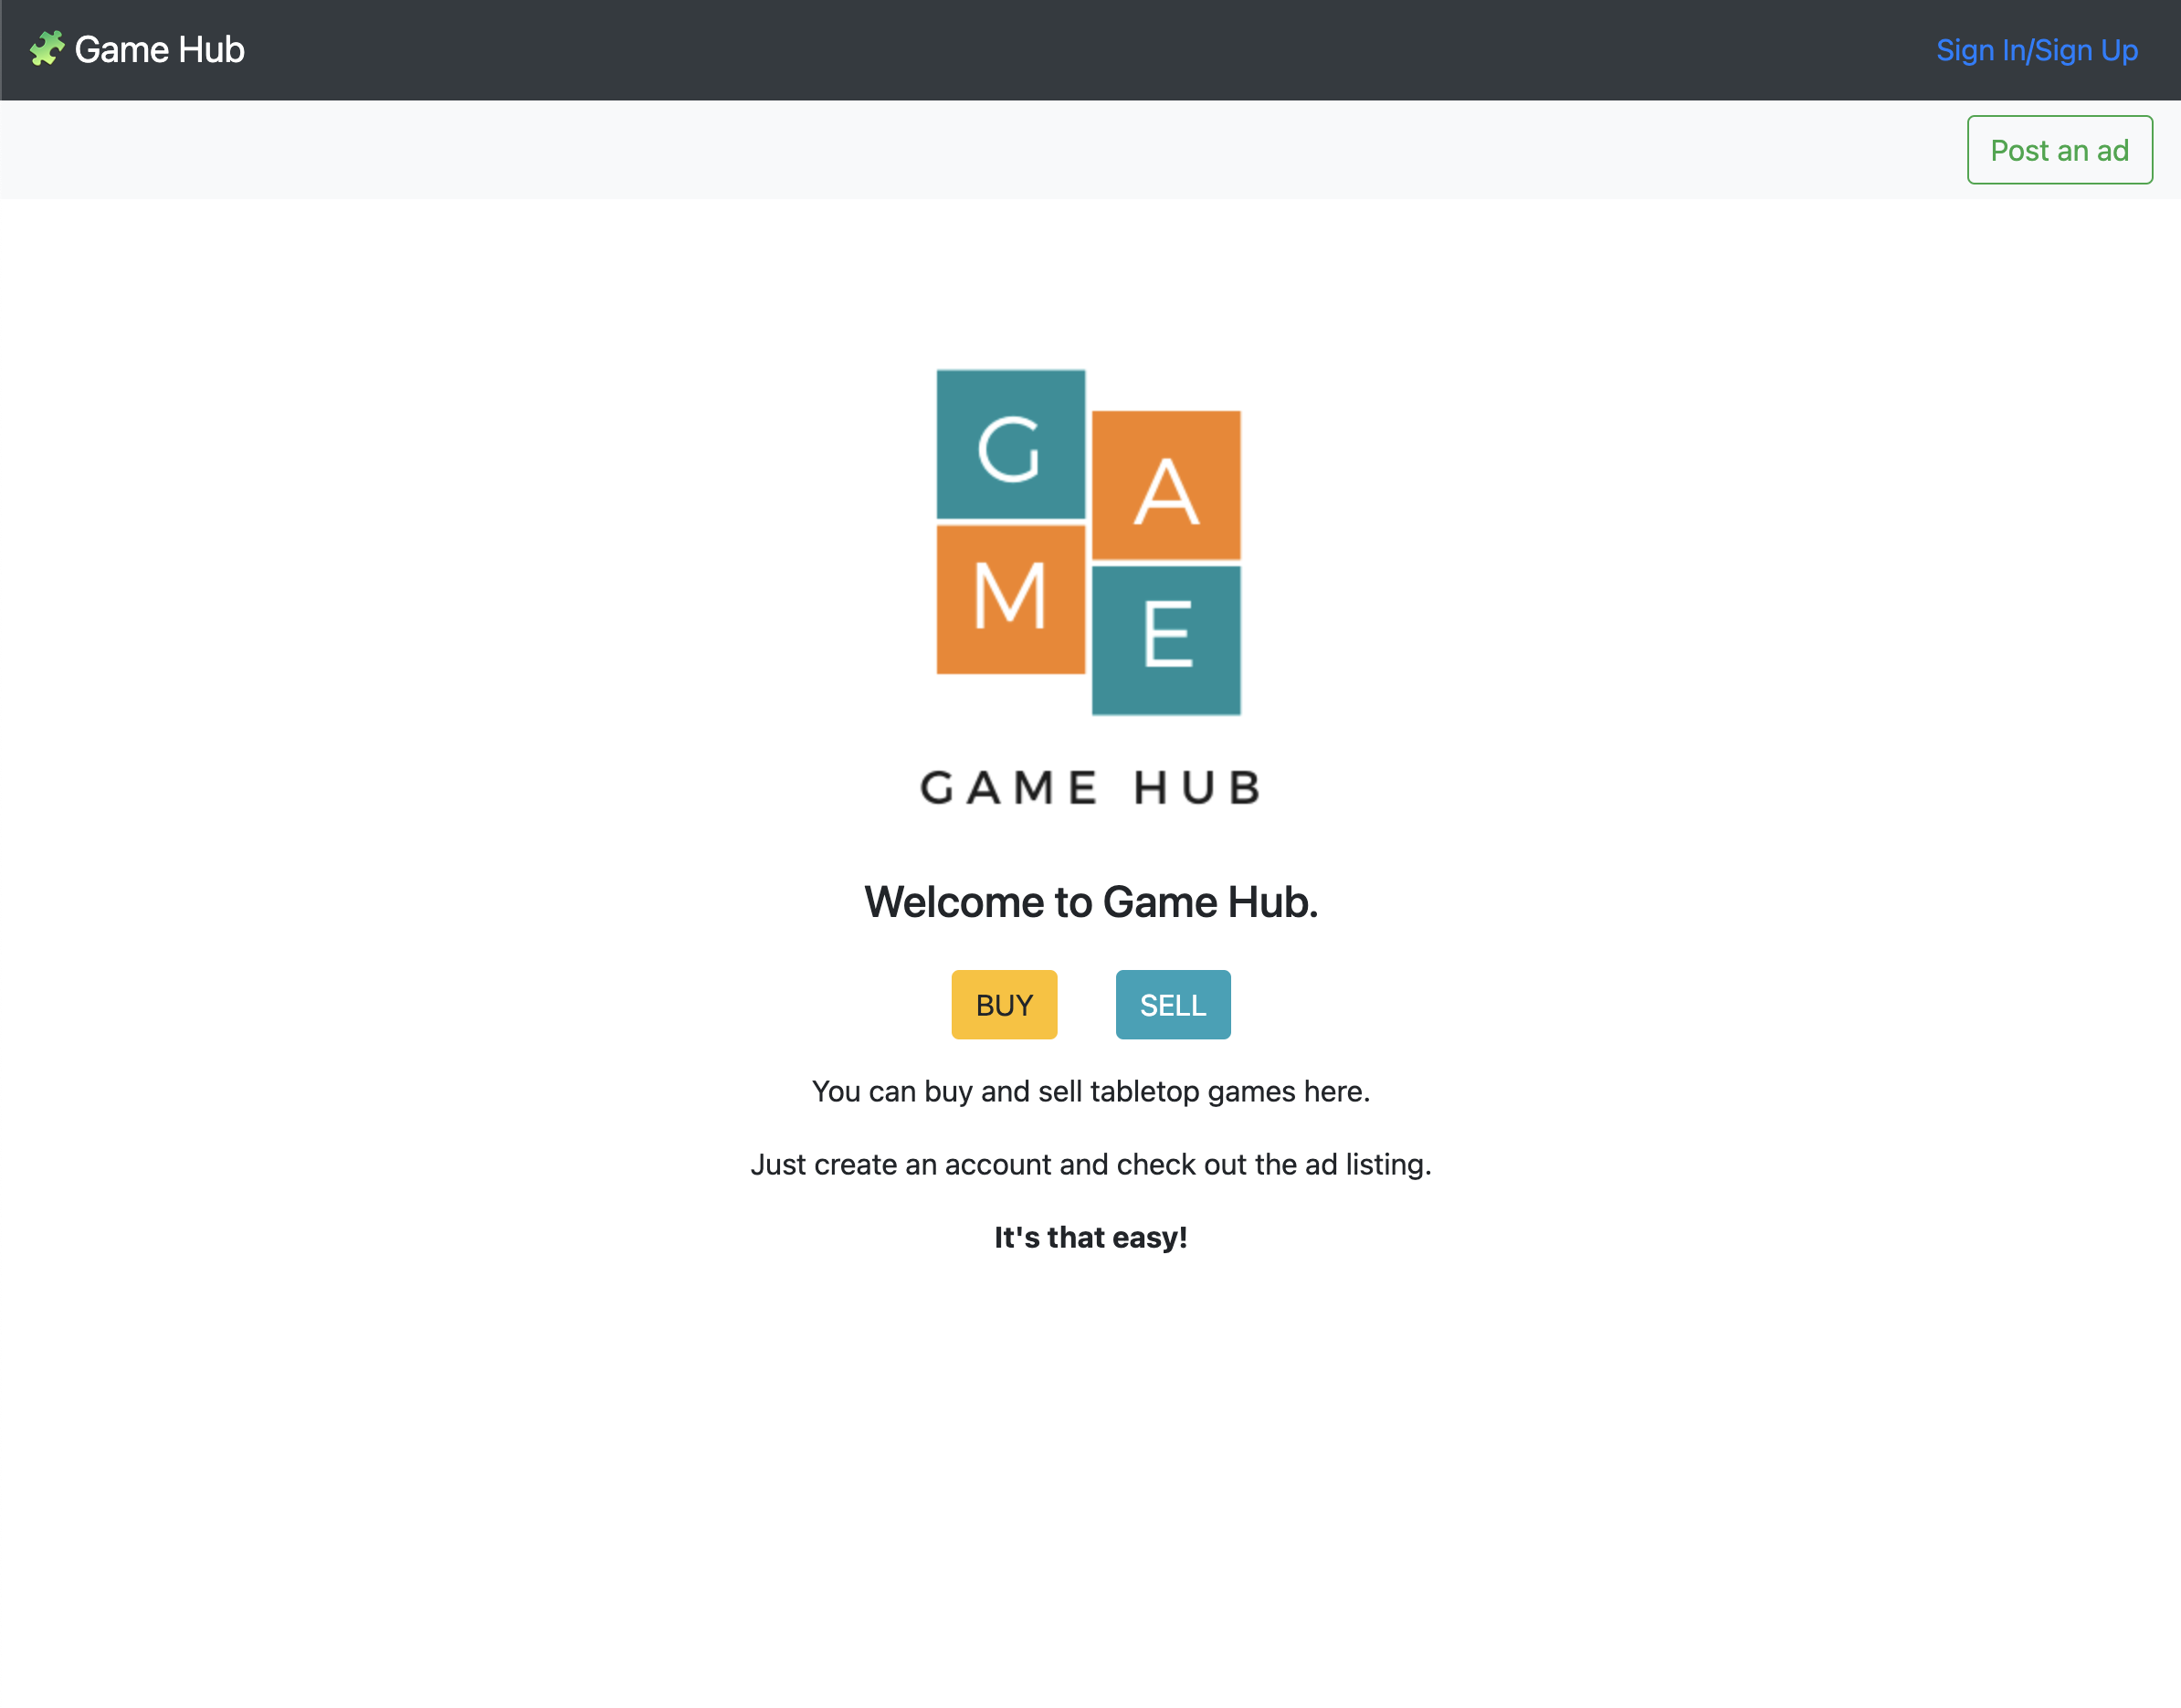 Game Hub
Sign In/Sign Up
Post an ad
G
A
M
E
GAME HUB
Welcome to Game Hub.
BUY
SELL
You can buy and sell tabletop games here.
Just create an account and check out the ad listing.
It's that easy!